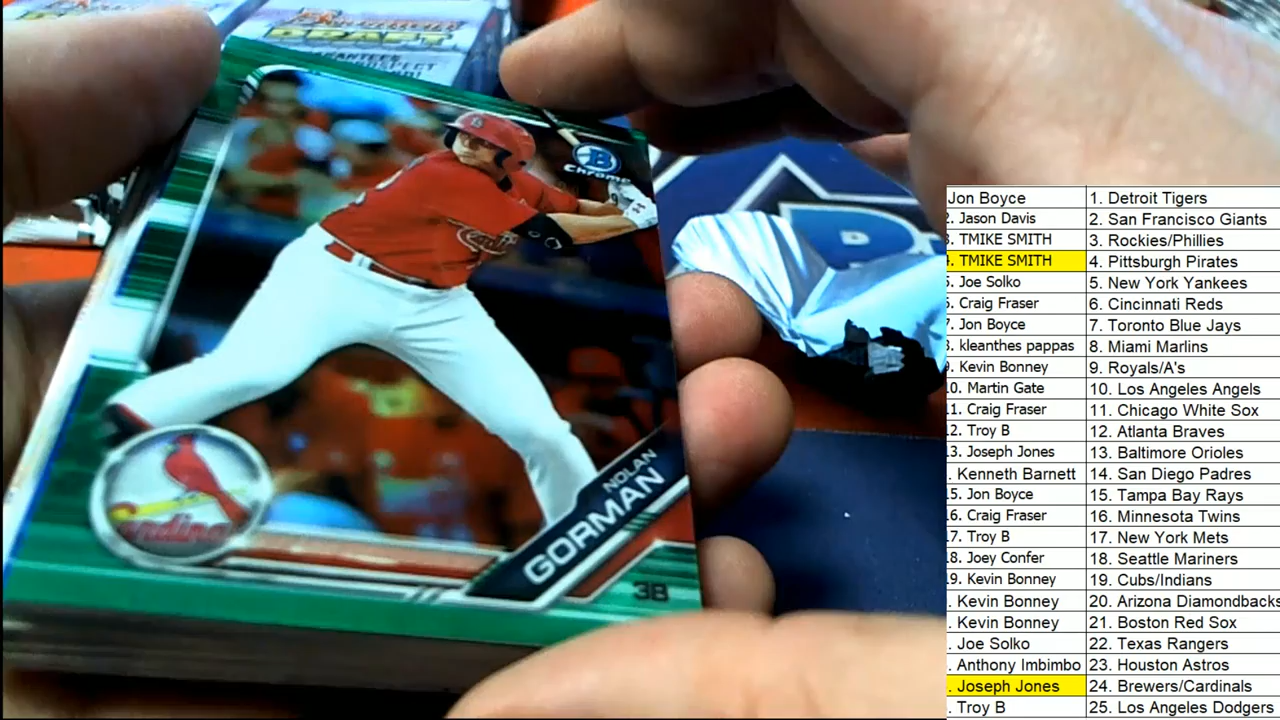 DRAFT
B
Chrome
Cardinals
NOLAN
GORMAN
3B
D
Jon Boyce 1. Detroit Tigers
2. Jason Davis 2. San Francisco Giants
3. TMIKE SMITH 3. Rockies/Phillies
4. TMIKE SMITH 4. Pittsburgh Pirates
5. Joe Solko 5. New York Yankees
6. Craig Fraser 6. Cincinnati Reds
7. Jon Boyce 7. Toronto Blue Jays
8. kleanthes pappas 8. Miami Marlins
9. Kevin Bonney 9. Royals/A's
10. Martin Gate 10. Los Angeles Angels
11. Craig Fraser 11. Chicago White Sox
12. Troy B 12. Atlanta Braves
13. Joseph Jones 13. Baltimore Orioles
. Kenneth Barnett 14. San Diego Padres
15. Jon Boyce 15. Tampa Bay Rays
16. Craig Fraser 16. Minnesota Twins
17. Troy B 17. New York Mets
18. Joey Confer 18. Seattle Mariners
19. Kevin Bonney 19. Cubs/Indians
. Kevin Bonney 20. Arizona Diamondbacks
. Kevin Bonney 21. Boston Red Sox
. Joe Solko 22. Texas Rangers
. Anthony Imbimbo 23. Houston Astros
. Joseph Jones 24. Brewers/Cardinals
. Troy B 25. Los Angeles Dodgers